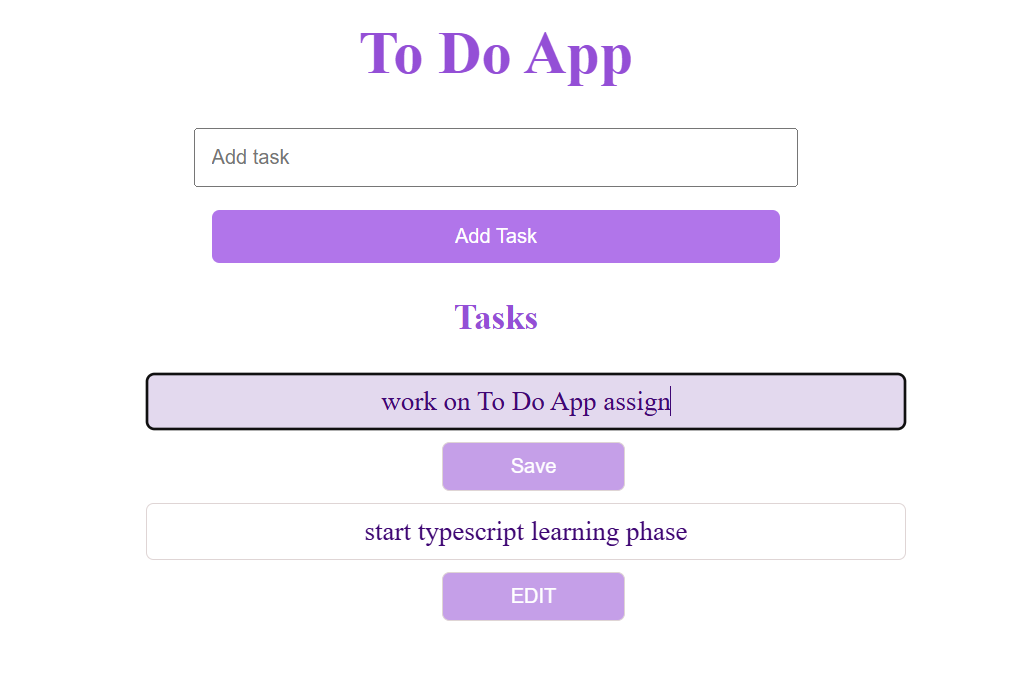 To Do App
Add task
Add Task
Tasks
work on To Do App assign
Save
start typescript learning phase
EDIT